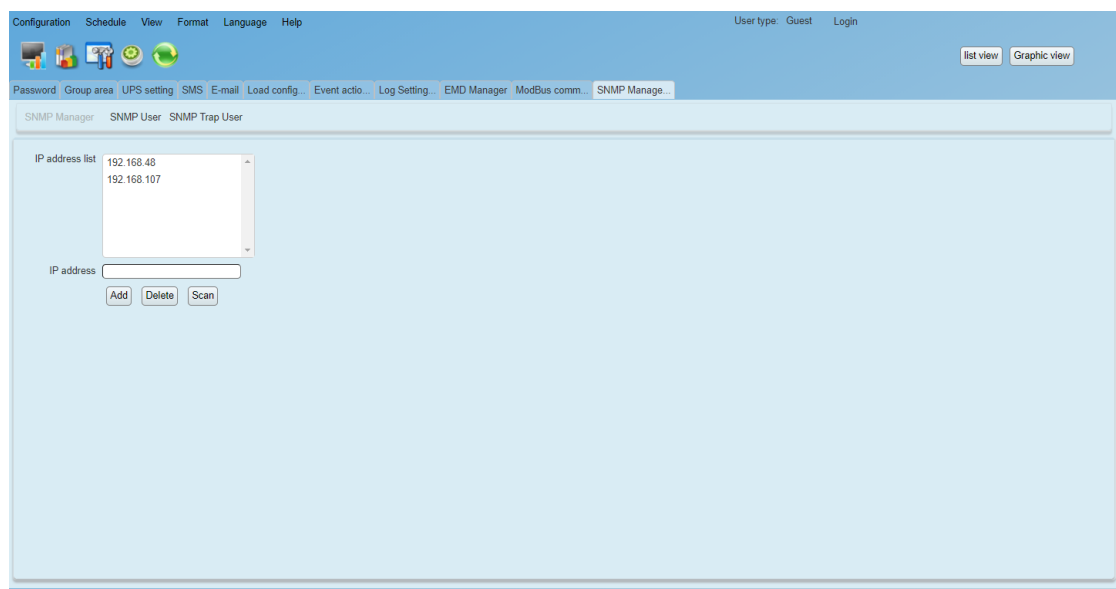 Configuration Schedule View Format Language Help User type: Guest Login
list view Graphic view
Password Group area UPS setting SMS E-mail Load config... Event actio... Log Setting... EMD Manager ModBus comm... SNMP Manage...
SNMP Manager SNMP User SNMP Trap User
IP address list 192.168.48
192.168.107
IP address
Add Delete Scan